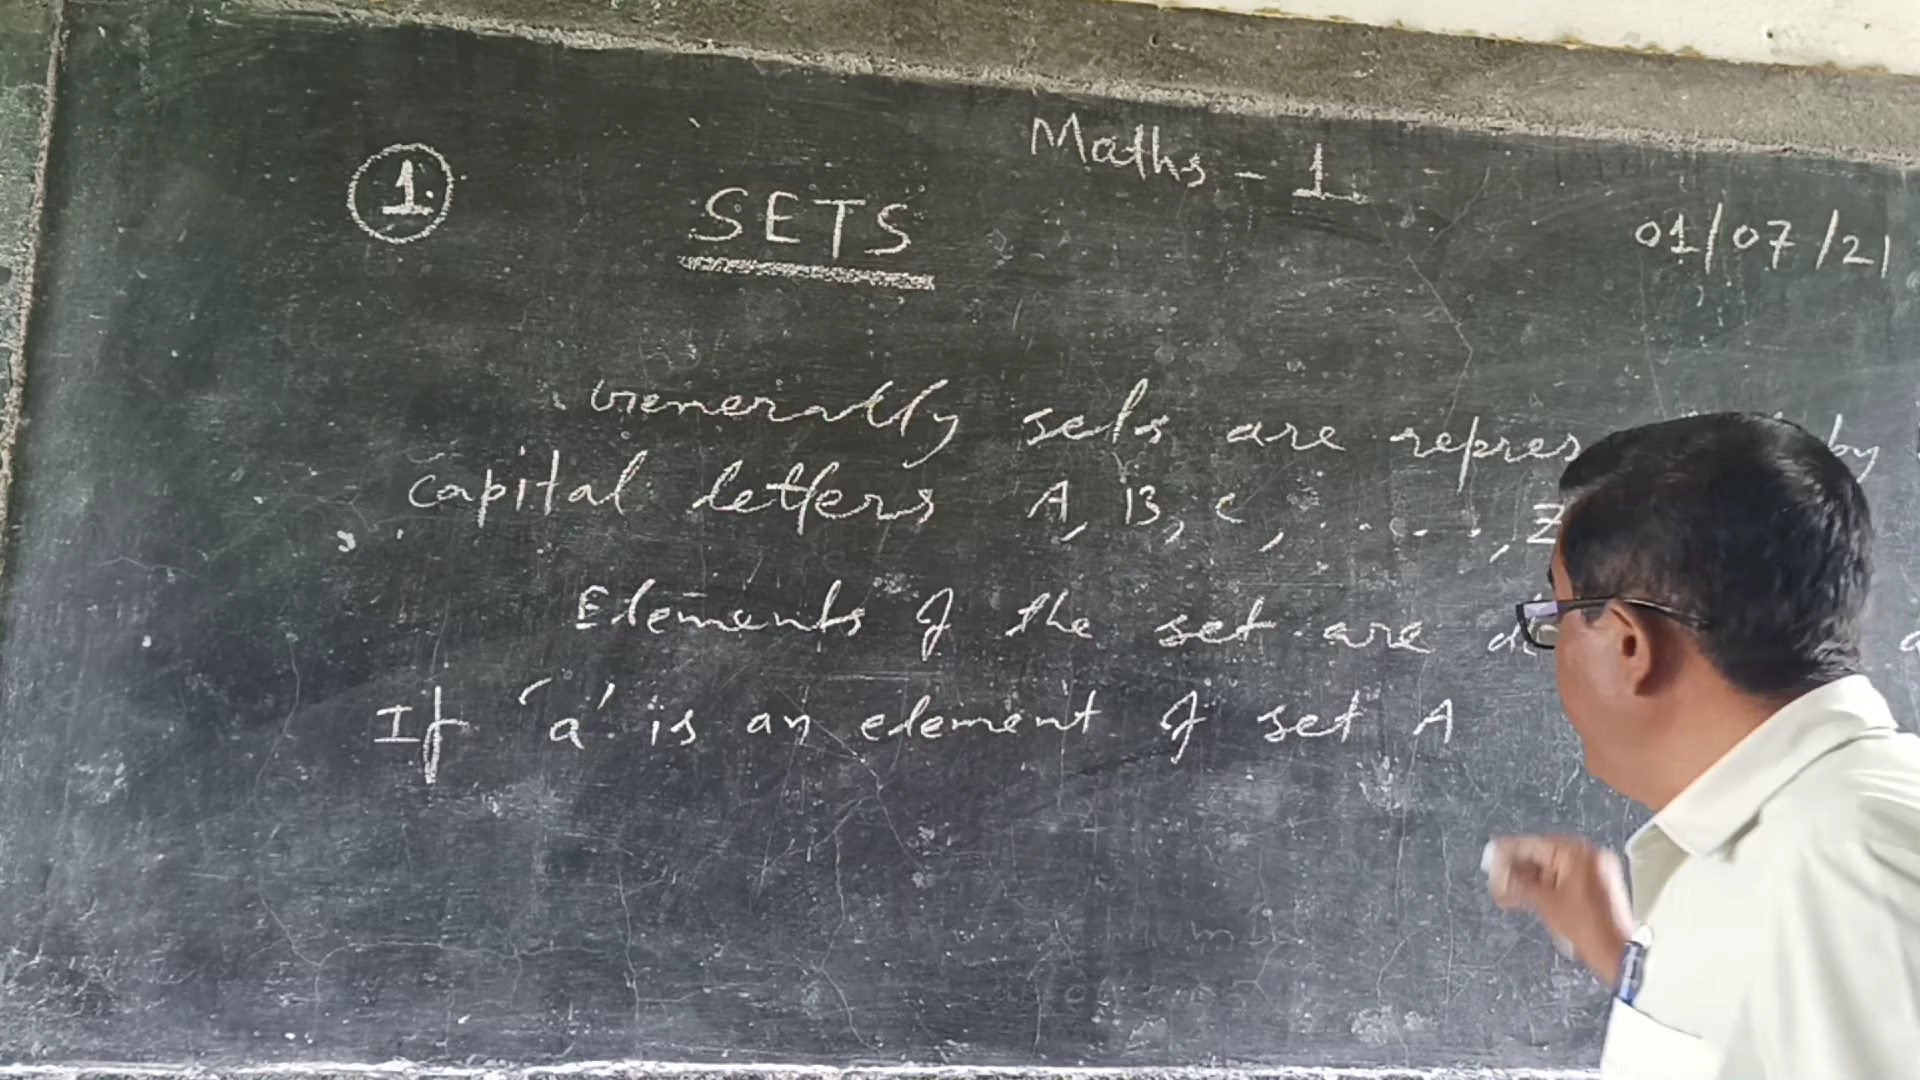 Maths - 1
1.
SETS
01/07/21
Generally sets are repres by
capital letters A, B, C, ....., Z
Elements of the set are
If 'a' is an element of set A